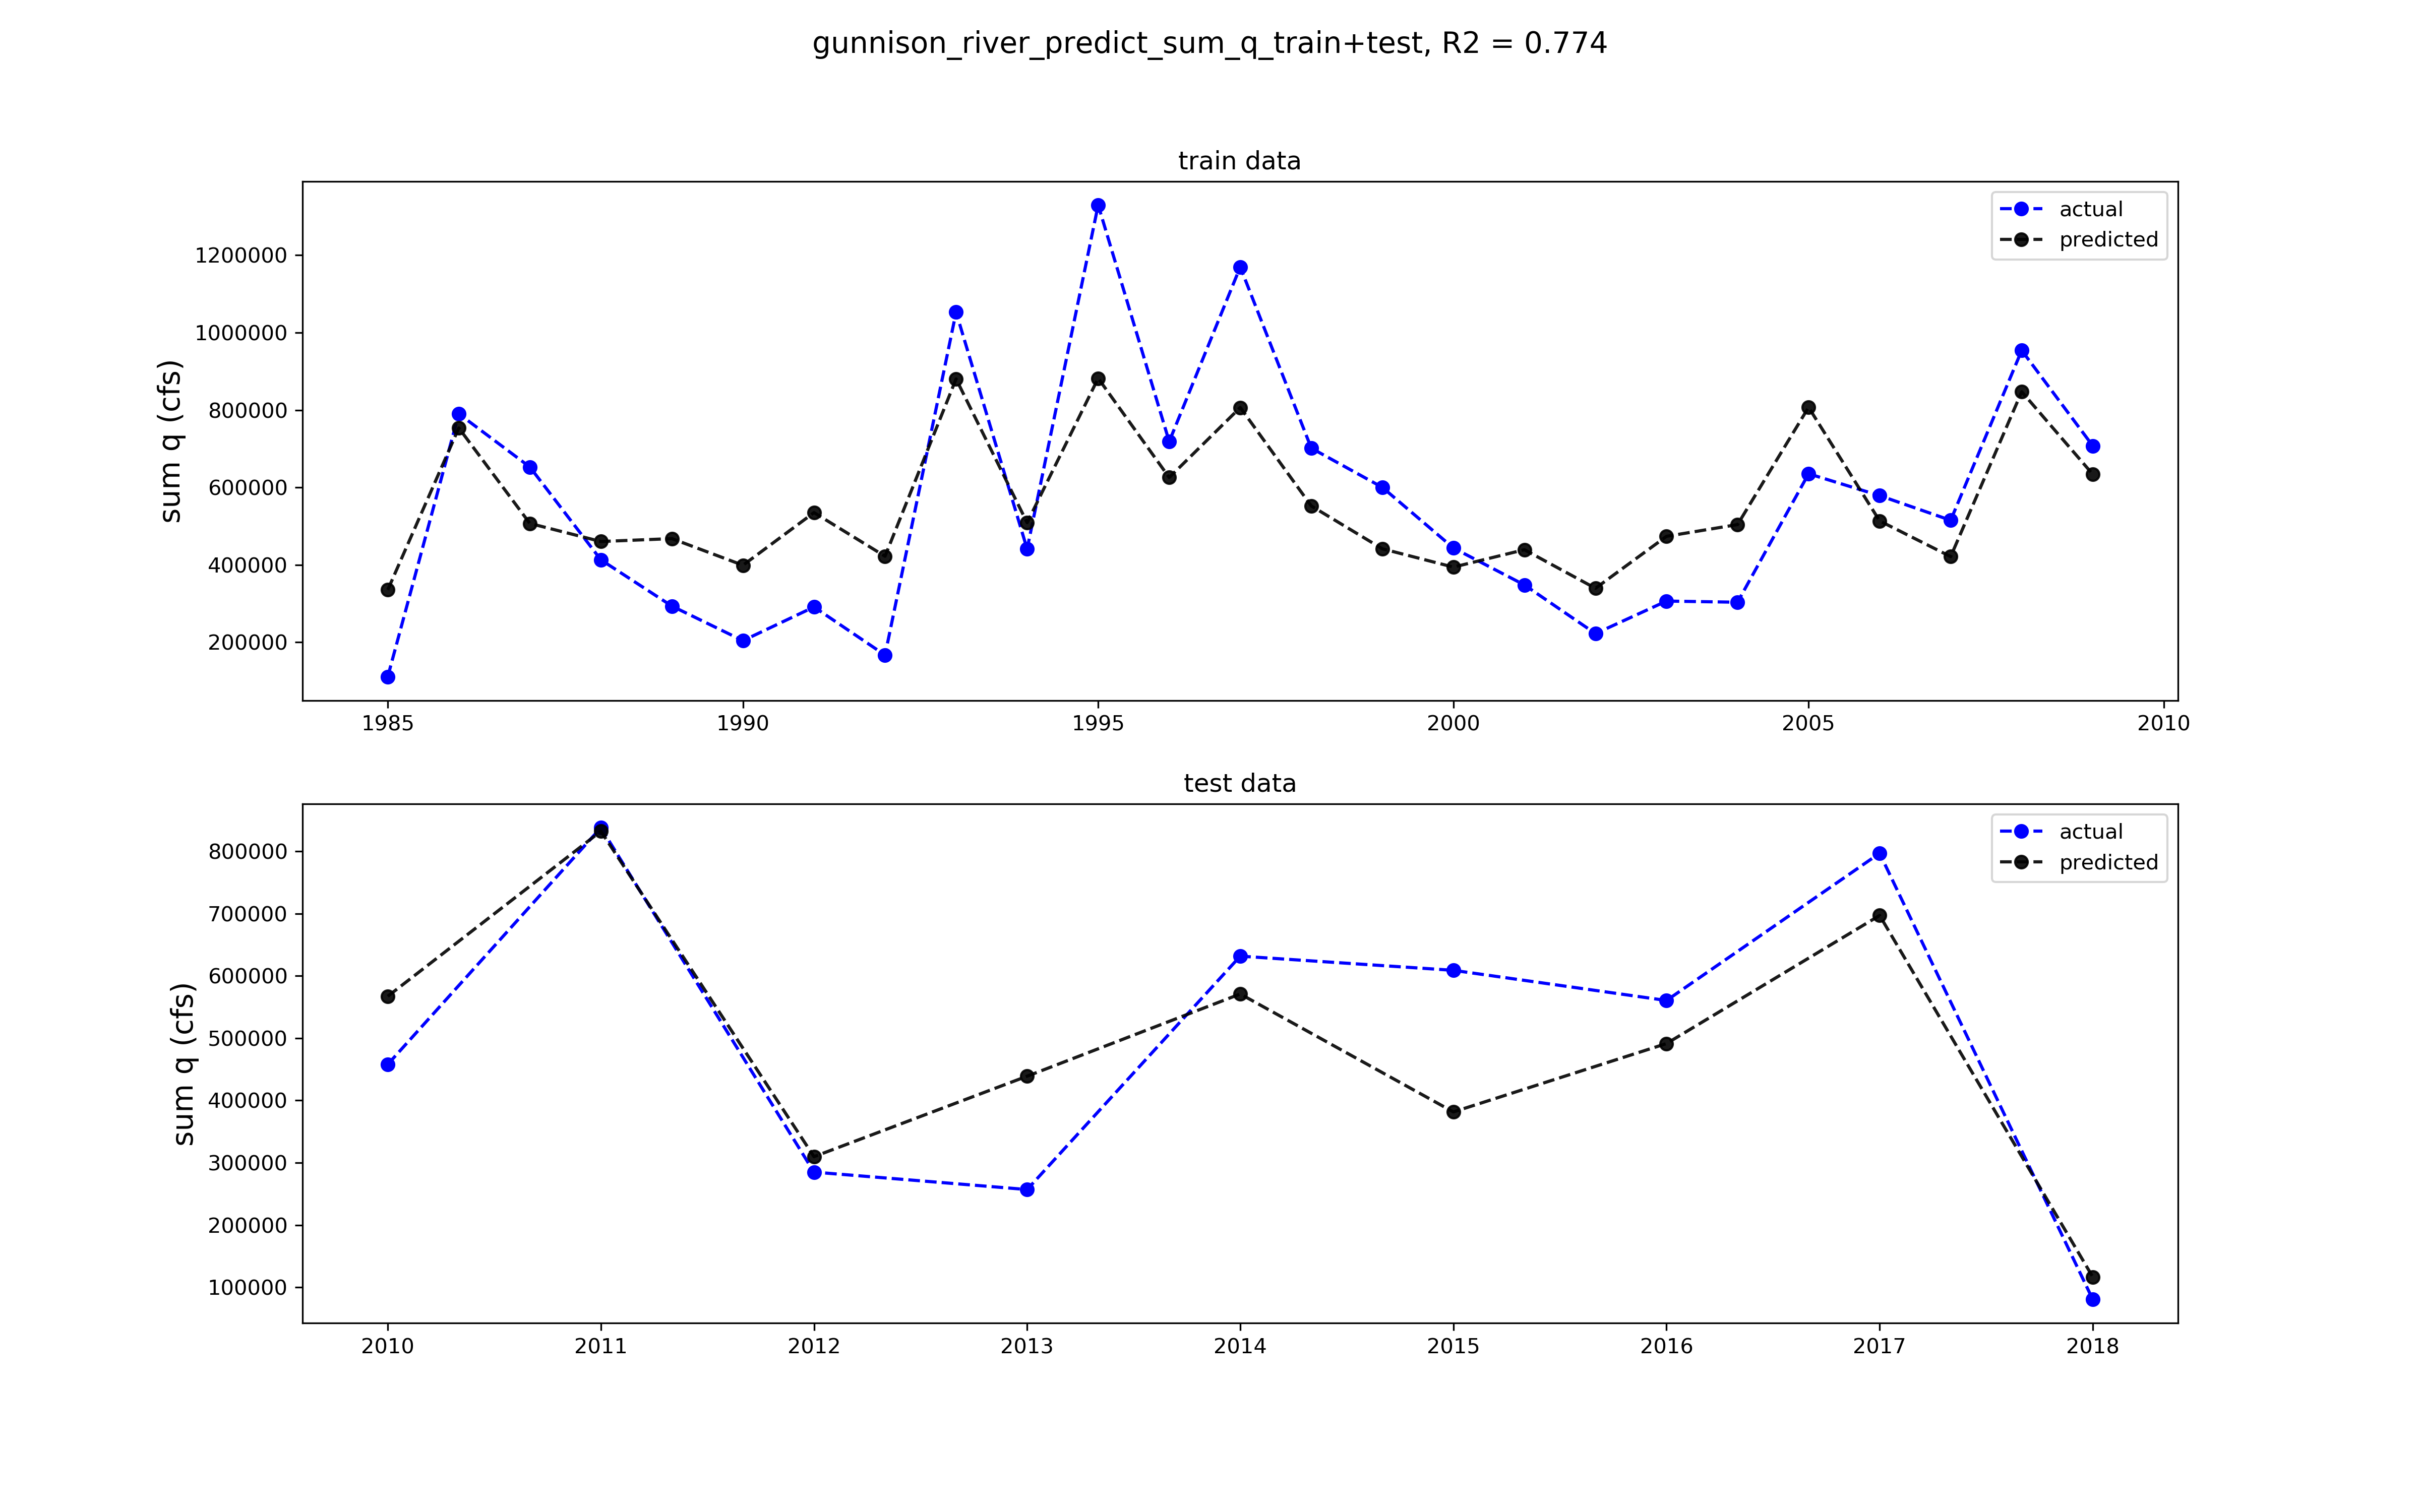 gunnison_river_predict_sum_q_train+test, R2 = 0.774
train data
sum q (cfs)
1200000
1000000
800000
600000
400000
200000
actual
predicted
1985 1990 1995 2000 2005 2010
test data
sum q (cfs)
800000
700000
600000
500000
400000
300000
200000
100000
actual
predicted
2010 2011 2012 2013 2014 2015 2016 2017 2018